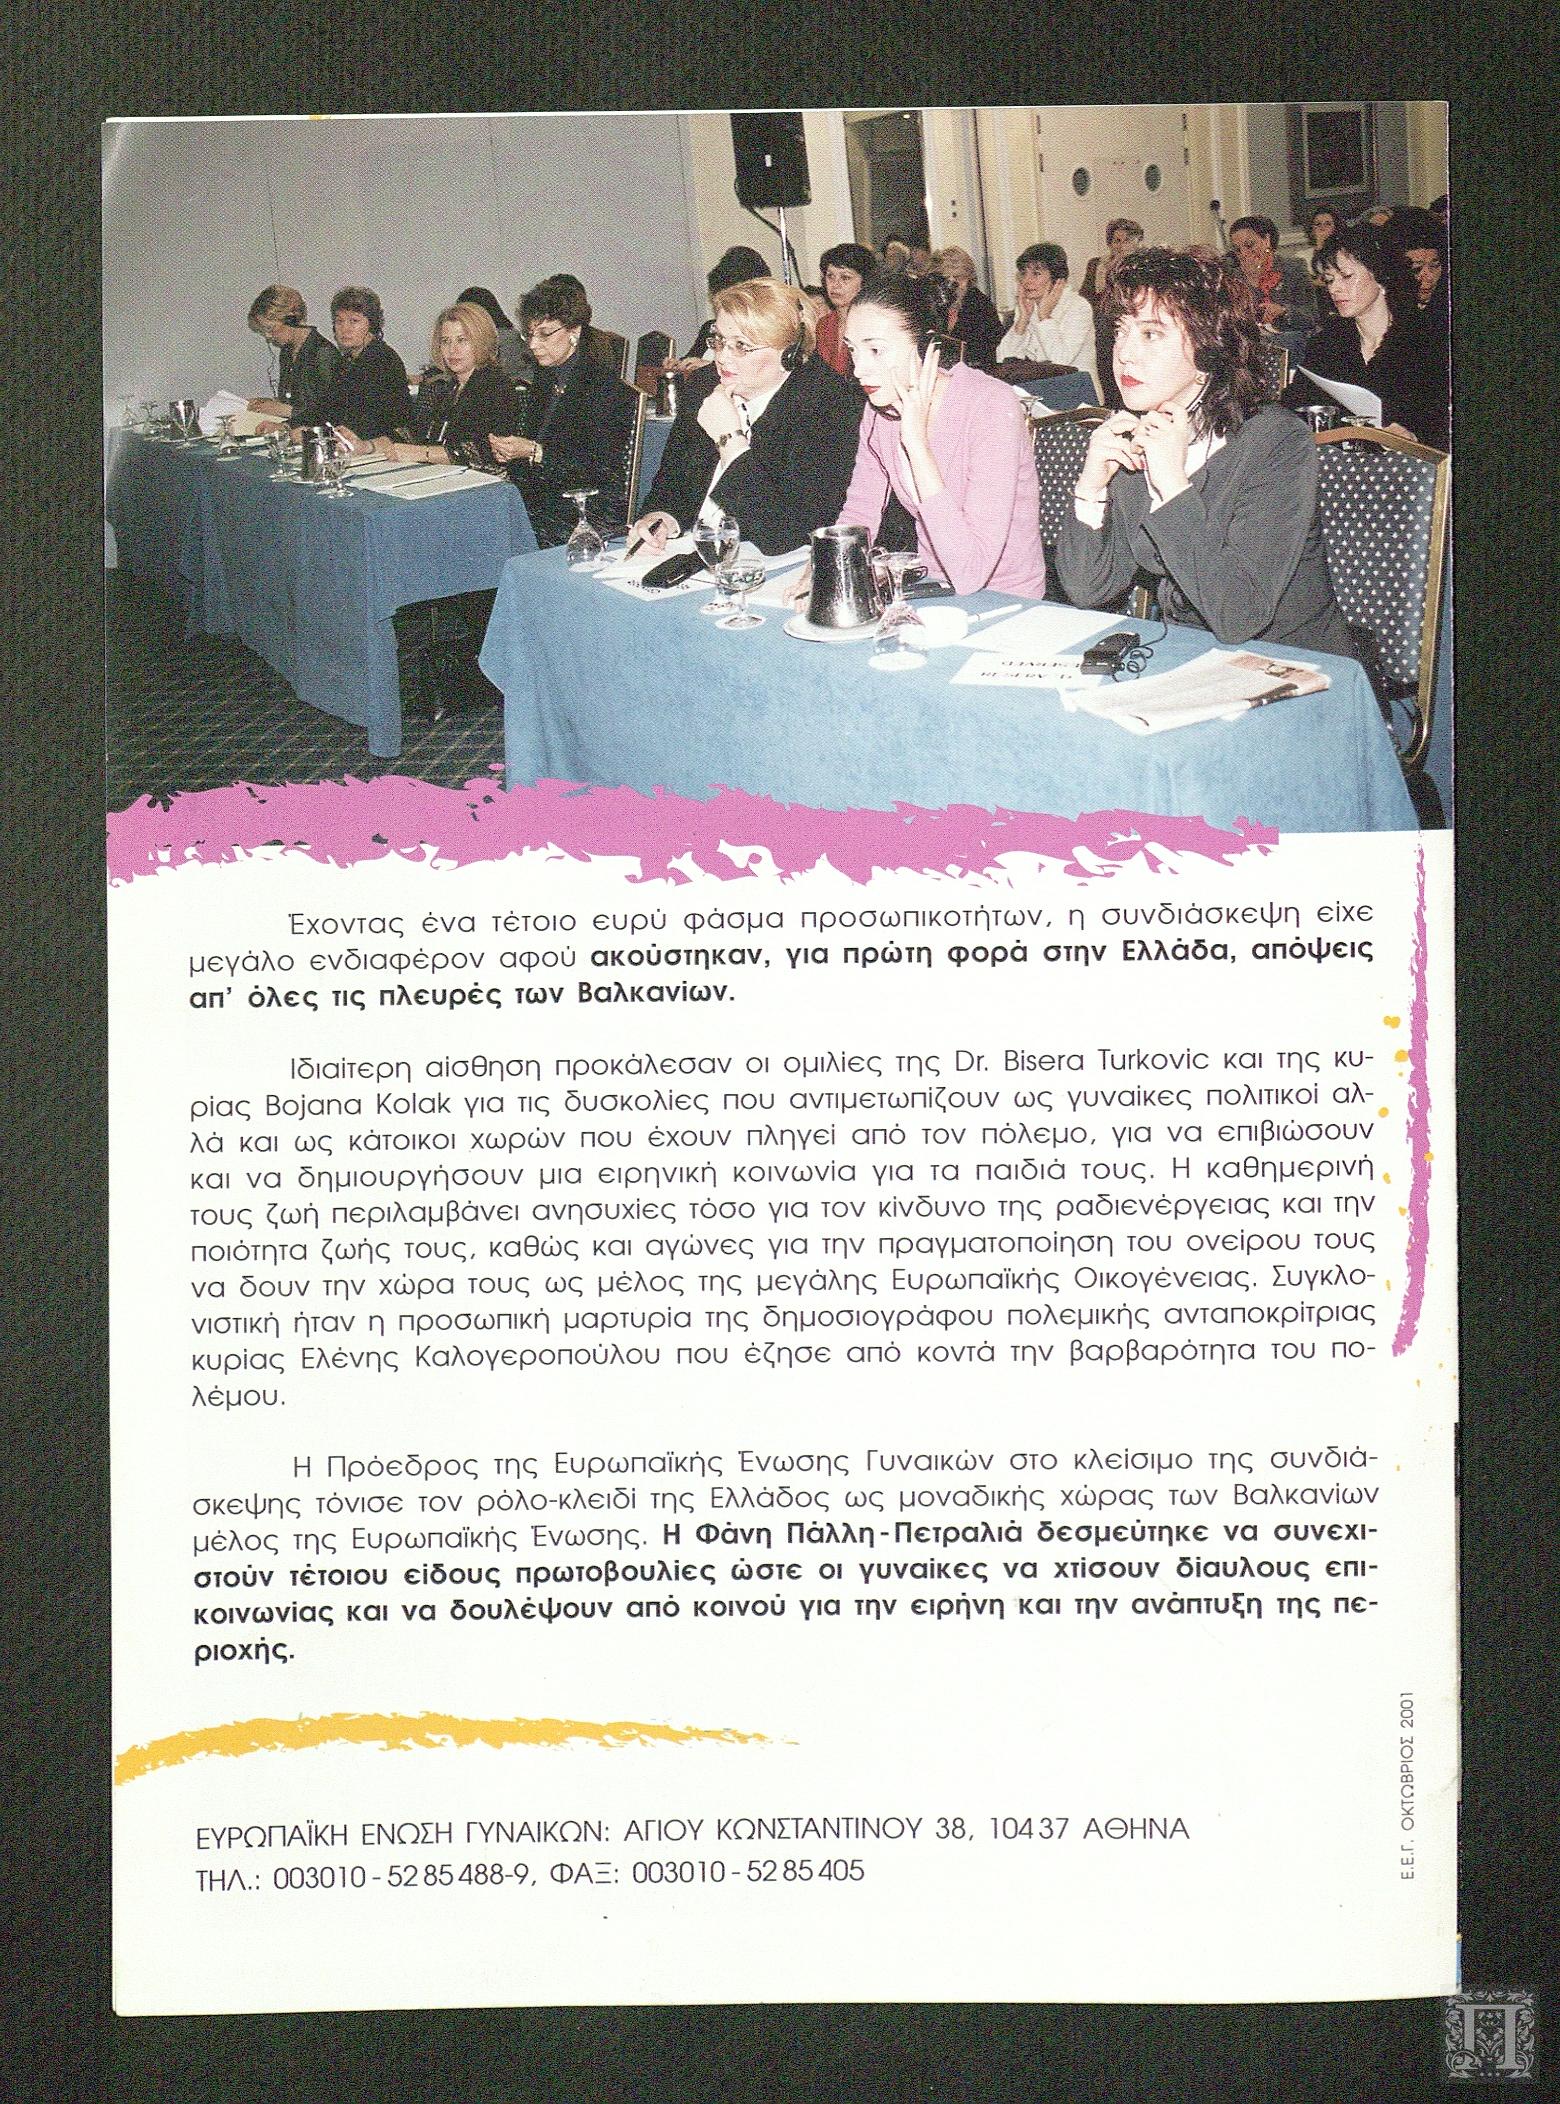 Έχοντας ένα τέτοιο ευρύ φάσμα προσωπικοτήτων, η συνδιάσκεψη είχε
μεγάλο ενδιαφέρον αφού ακούστηκαν, για πρώτη φορά στην Ελλάδα, απόψεις
απ' όλες τις πλευρές των Βαλκανίων.
Ιδιαίτερη αίσθηση προκάλεσαν οι ομιλίες της Dr. Bisera Turkovic και της κυ-
ρίας Bojana Kolak για τις δυσκολίες που αντιμετωπίζουν ως γυναίκες πολιτικοί αλ-
λά και ως κάτοικοι χωρών που έχουν πληγεί από τον πόλεμο, για να επιβιώσουν
και να δημιουργήσουν μια ειρηνική κοινωνία για τα παιδιά τους. Η καθημερινή
τους ζωή περιλαμβάνει ανησυχίες τόσο για τον κίνδυνο της ραδιενέργειας και την
ποιότητα ζωής τους, καθώς και αγώνες για την πραγματοποίηση του ονείρου τους
να δουν την χώρα τους ως μέλος της μεγάλης Ευρωπαϊκής Οικογένειας. Συγκλο-
νιστική ήταν η προσωπική μαρτυρία της δημοσιογράφου πολεμικής ανταποκρίτριας
κυρίας Ελένης Καλογεροπούλου που έζησε από κοντά την βαρβαρότητα του πο-
λέμου.
Η Πρόεδρος της Ευρωπαϊκής Ένωσης Γυναικών στο κλείσιμο της συνδιά-
σκεψης τόνισε τον ρόλο-κλειδί της Ελλάδος ως μοναδικής χώρας των Βαλκανίων
μέλος της Ευρωπαϊκής Ένωσης. Η Φάνη Πάλλη-Πετραλιά δεσμεύτηκε να συνεχι-
στούν τέτοιου είδους πρωτοβουλίες ώστε οι γυναίκες να χτίσουν δίαυλους επι-
κοινωνίας και να δουλέψουν από κοινού για την ειρήνη και την ανάπτυξη της πε-
ριοχής.
ΕΥΡΩΠΑΪΚΗ ΕΝΩΣΗ ΓΥΝΑΙΚΩΝ: ΑΓΙΟΥ ΚΩΝΣΤΑΝΤΙΝΟΥ 38, 10437 ΑΘΗΝΑ
ΤΗΛ.: 003010-5285488-9, ΦΑΞ: 003010-5285405
Ε.Ε.Γ. ΟΚΤΩΒΡΙΟΣ 2001
Π